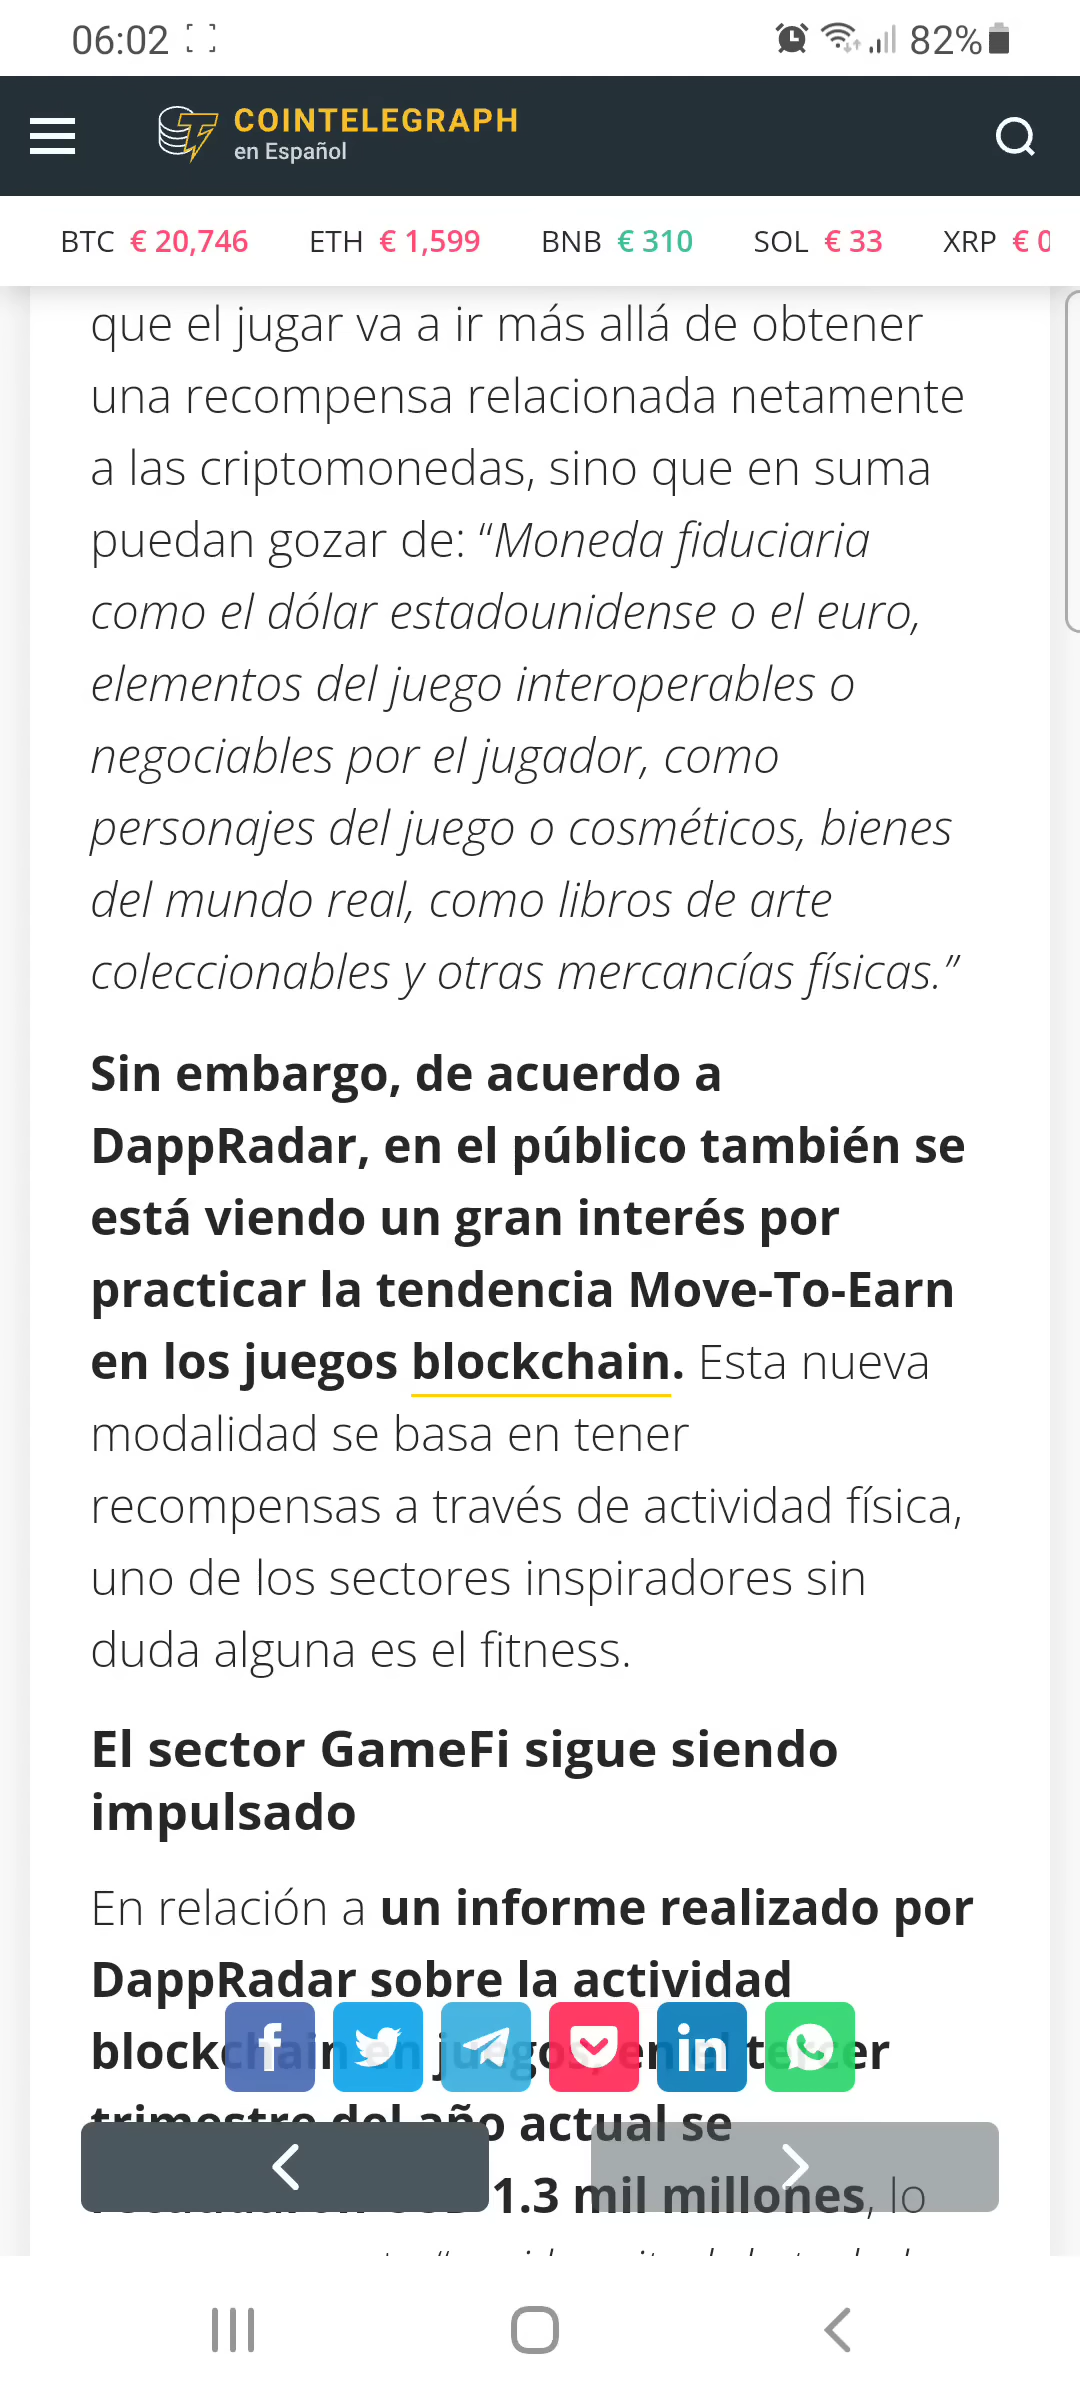 06:02
82%
COINTELEGRAPH
en Español
BTC € 20,746 ETH € 1,599 BNB € 310 SOL € 33 XRP € 0
que el jugar va a ir más allá de obtener
una recompensa relacionada netamente
a las criptomonedas, sino que en suma
puedan gozar de: “Moneda fiduciaria
como el dólar estadounidense o el euro,
elementos del juego interoperables o
negociables por el jugador, como
personajes del juego o cosméticos, bienes
del mundo real, como libros de arte
coleccionables y otras mercancías físicas.”
Sin embargo, de acuerdo a
DappRadar, en el público también se
está viendo un gran interés por
practicar la tendencia Move-To-Earn
en los juegos blockchain. Esta nueva
modalidad se basa en tener
recompensas a través de actividad física,
uno de los sectores inspiradores sin
duda alguna es el fitness.
El sector GameFi sigue siendo
impulsado
En relación a un informe realizado por
DappRadar sobre la actividad
blockchain en juegos, en el tercer
trimestre del año actual se
1.3 mil millones, lo